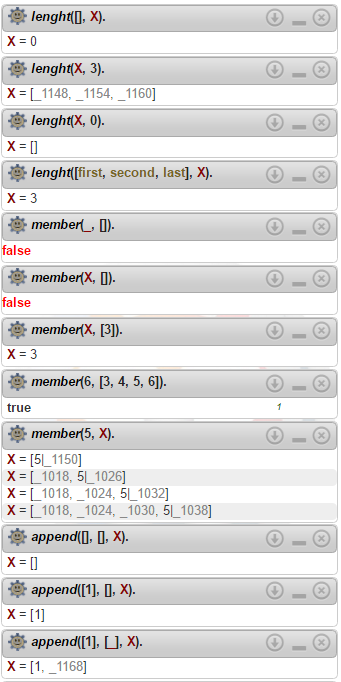 lenght([], X).
X = 0
lenght(X, 3).
X = [_1148, _1154, _1160]
lenght(X, 0).
X = []
lenght([first, second, last], X).
X = 3
member(_, []).
false
member(X, []).
false
member(X, [3]).
X = 3
member(6, [3, 4, 5, 6]).
true 1
member(5, X).
X = [5|_1150]
X = [_1018, 5|_1026]
X = [_1018, _1024, 5|_1032]
X = [_1018, _1024, _1030, 5|_1038]
append([], [], X).
X = []
append([1], [], X).
X = [1]
append([1], [_], X).
X = [1, _1168]